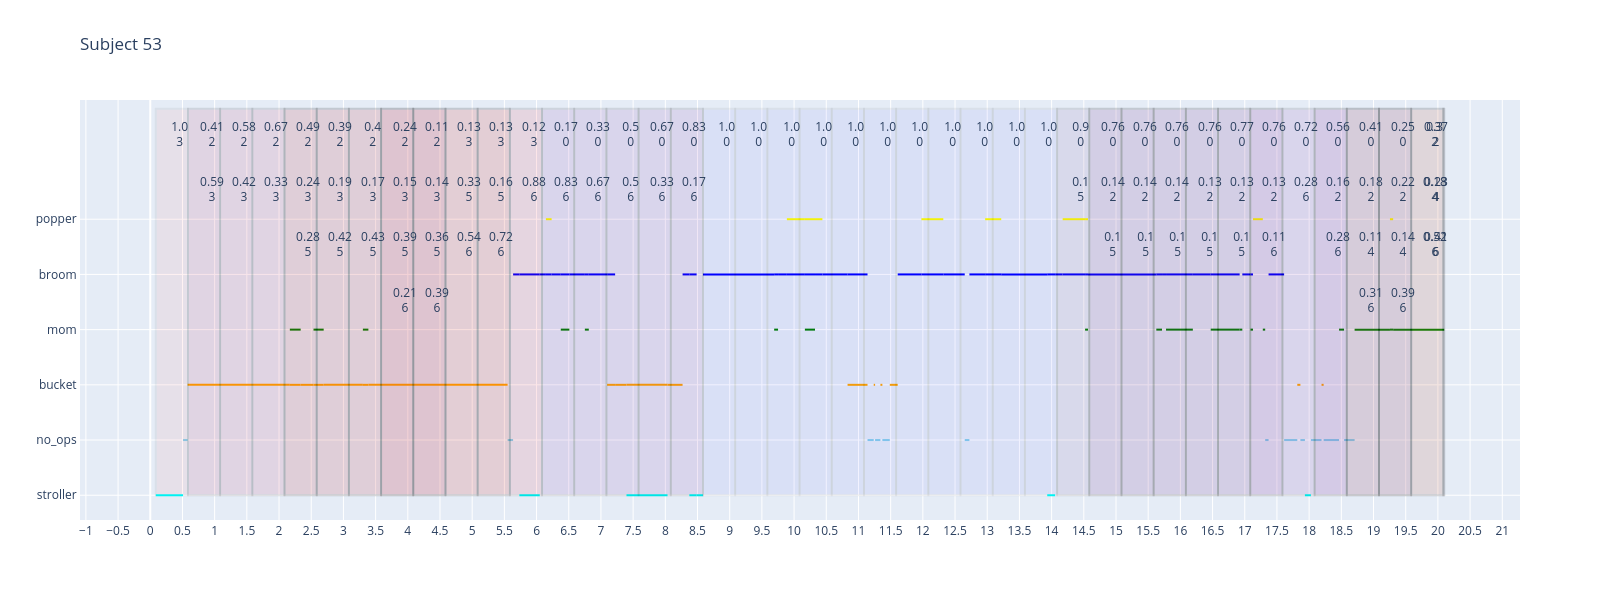 Subject 53
1.0 0.41 0.58 0.67 0.49 0.39 0.4 0.24 0.11 0.13 0.13 0.12 0.17 0.33 0.5 0.67 0.83 1.0 1.0 1.0 1.0 1.0 1.0 1.0 1.0 1.0 1.0 1.0 0.9 0.76 0.76 0.76 0.76 0.77 0.76 0.72 0.56 0.41 0.25
3 2 2 2 2 2 2 2 2 3 3 3 0 0 0 0 0 0 0 0 0 0 0 0 0 0 0 0 0 0 0 0 0 0 0 0 0 0 0 2
0.59 0.42 0.33 0.24 0.19 0.17 0.15 0.14 0.33 0.16 0.88 0.83 0.67 0.5 0.33 0.17 0.1 0.14 0.14 0.14 0.13 0.13 0.13 0.28 0.16 0.18 0.22
3 3 3 3 3 3 3 3 5 5 6 6 6 6 6 6 5 2 2 2 2 2 2 6 2 2 2 4
popper
0.28 0.42 0.43 0.39 0.36 0.54 0.72 0.1 0.1 0.1 0.1 0.1 0.11 0.28 0.11 0.14
5 5 5 5 5 6 6 5 5 5 5 5 6 6 4 4 6
broom
0.21 0.39 0.31 0.39
6 6 6 6
mom
bucket
no_ops
stroller
−1 −0.5 0 0.5 1 1.5 2 2.5 3 3.5 4 4.5 5 5.5 6 6.5 7 7.5 8 8.5 9 9.5 10 10.5 11 11.5 12 12.5 13 13.5 14 14.5 15 15.5 16 16.5 17 17.5 18 18.5 19 19.5 20 20.5 21